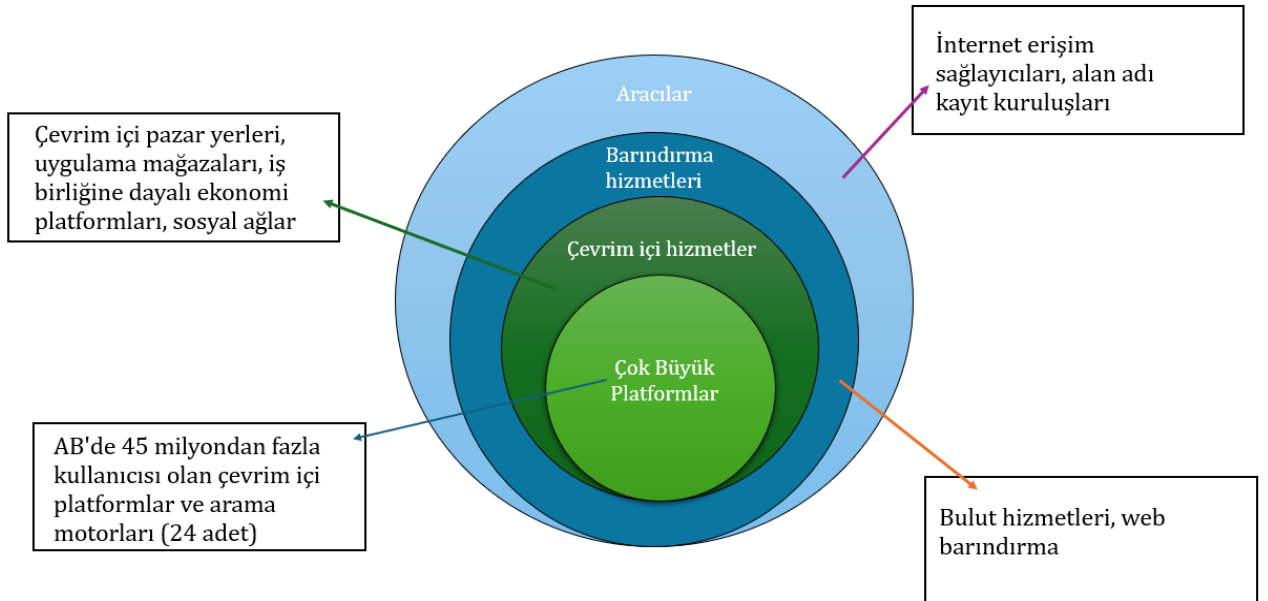 İnternet erişim
sağlayıcıları, alan adı
kayıt kuruluşları
Aracılar
Çevrim içi pazar yerleri,
uygulama mağazaları, iş
birliğine dayalı ekonomi
platformları, sosyal ağlar
Barındırma
hizmetleri
Çevrim içi hizmetler
Çok Büyük
Platformlar
AB'de 45 milyondan fazla
kullanıcısı olan çevrim içi
platformlar ve arama
motorları (24 adet)
Bulut hizmetleri, web
barındırma